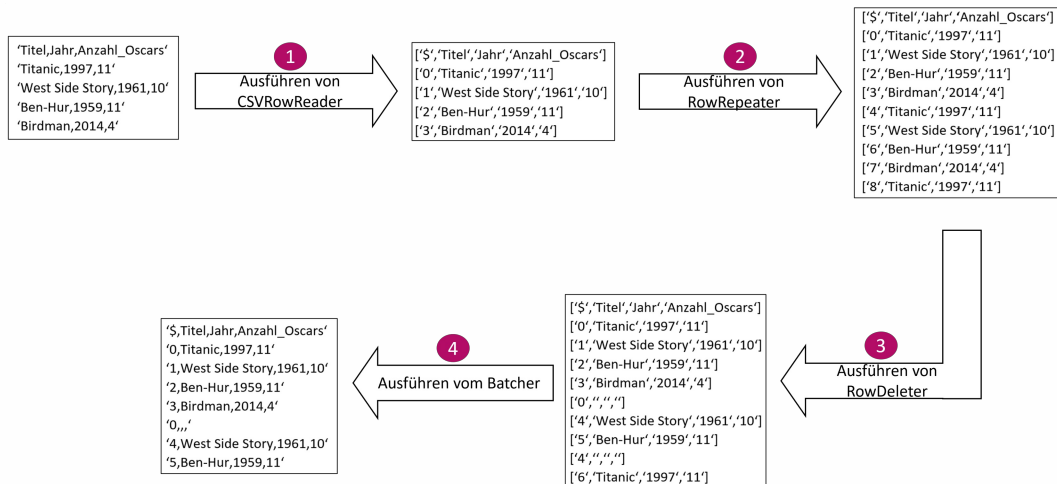 ‘Titel,Jahr,Anzahl_Oscars‘
‘Titanic,1997,11‘
‘West Side Story,1961,10‘
‘Ben-Hur,1959,11‘
‘Birdman,2014,4‘
1
Ausführen von
CSVRowReader
[‘$‘,‘Titel‘,‘Jahr‘,‘Anzahl_Oscars‘]
[‘0‘,‘Titanic‘,‘1997‘,‘11‘]
[‘1‘,‘West Side Story‘,‘1961‘,‘10‘]
[‘2‘,‘Ben-Hur‘,‘1959‘,‘11‘]
[‘3‘,‘Birdman‘,‘2014‘,‘4‘]
2
Ausführen von
RowRepeater
[‘$‘,‘Titel‘,‘Jahr‘,‘Anzahl_Oscars‘]
[‘0‘,‘Titanic‘,‘1997‘,‘11‘]
[‘1‘,‘West Side Story‘,‘1961‘,‘10‘]
[‘2‘,‘Ben-Hur‘,‘1959‘,‘11‘]
[‘3‘,‘Birdman‘,‘2014‘,‘4‘]
[‘4‘,‘Titanic‘,‘1997‘,‘11‘]
[‘5‘,‘West Side Story‘,‘1961‘,‘10‘]
[‘6‘,‘Ben-Hur‘,‘1959‘,‘11‘]
[‘7‘,‘Birdman‘,‘2014‘,‘4‘]
[‘8‘,‘Titanic‘,‘1997‘,‘11‘]
3
Ausführen von
RowDeleter
[‘$‘,‘Titel‘,‘Jahr‘,‘Anzahl_Oscars‘]
[‘0‘,‘Titanic‘,‘1997‘,‘11‘]
[‘1‘,‘West Side Story‘,‘1961‘,‘10‘]
[‘2‘,‘Ben-Hur‘,‘1959‘,‘11‘]
[‘3‘,‘Birdman‘,‘2014‘,‘4‘]
[‘0‘,‘‘,‘‘,‘‘]
[‘4‘,‘West Side Story‘,‘1961‘,‘10‘]
[‘5‘,‘Ben-Hur‘,‘1959‘,‘11‘]
[‘4‘,‘‘,‘‘,‘‘]
[‘6‘,‘Titanic‘,‘1997‘,‘11‘]
4
Ausführen vom Batcher
‘$,Titel,Jahr,Anzahl_Oscars‘
‘0,Titanic,1997,11‘
‘1,West Side Story,1961,10‘
‘2,Ben-Hur,1959,11‘
‘3,Birdman,2014,4‘
‘0,,,‘
‘4,West Side Story,1961,10‘
‘5,Ben-Hur,1959,11‘